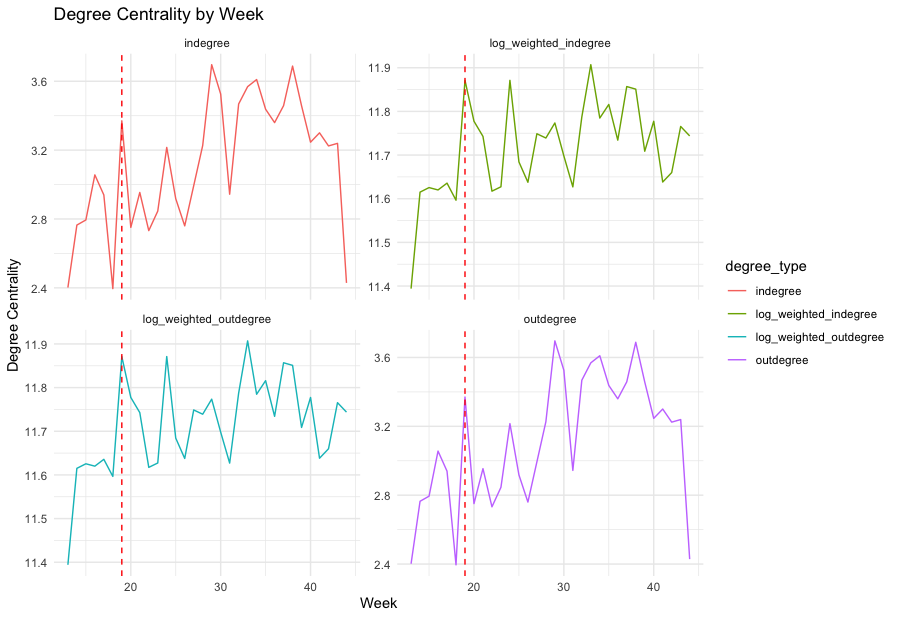 Degree Centrality by Week
indegree
log_weighted_indegree
3.6
3.2
2.8
2.4
11.9
11.8
11.7
11.6
11.5
11.4
log_weighted_outdegree
outdegree
11.9
11.8
11.7
11.6
11.5
11.4
3.6
3.2
2.8
2.4
20
30
40
20
30
40
Week
Degree Centrality
degree_type
indegree
log_weighted_indegree
log_weighted_outdegree
outdegree